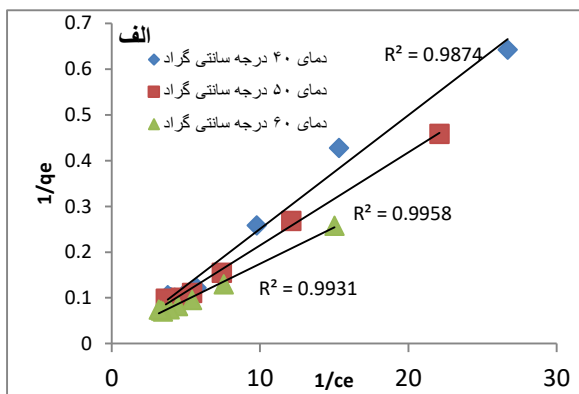 الف
دمای ۴۰ درجه سانتی گراد
دمای ۵۰ درجه سانتی گراد
دمای ۶۰ درجه سانتی گراد
R² = 0.9874
R² = 0.9958
R² = 0.9931
1/qe
0.7
0.6
0.5
0.4
0.3
0.2
0.1
0
0 10 20 30
1/ce